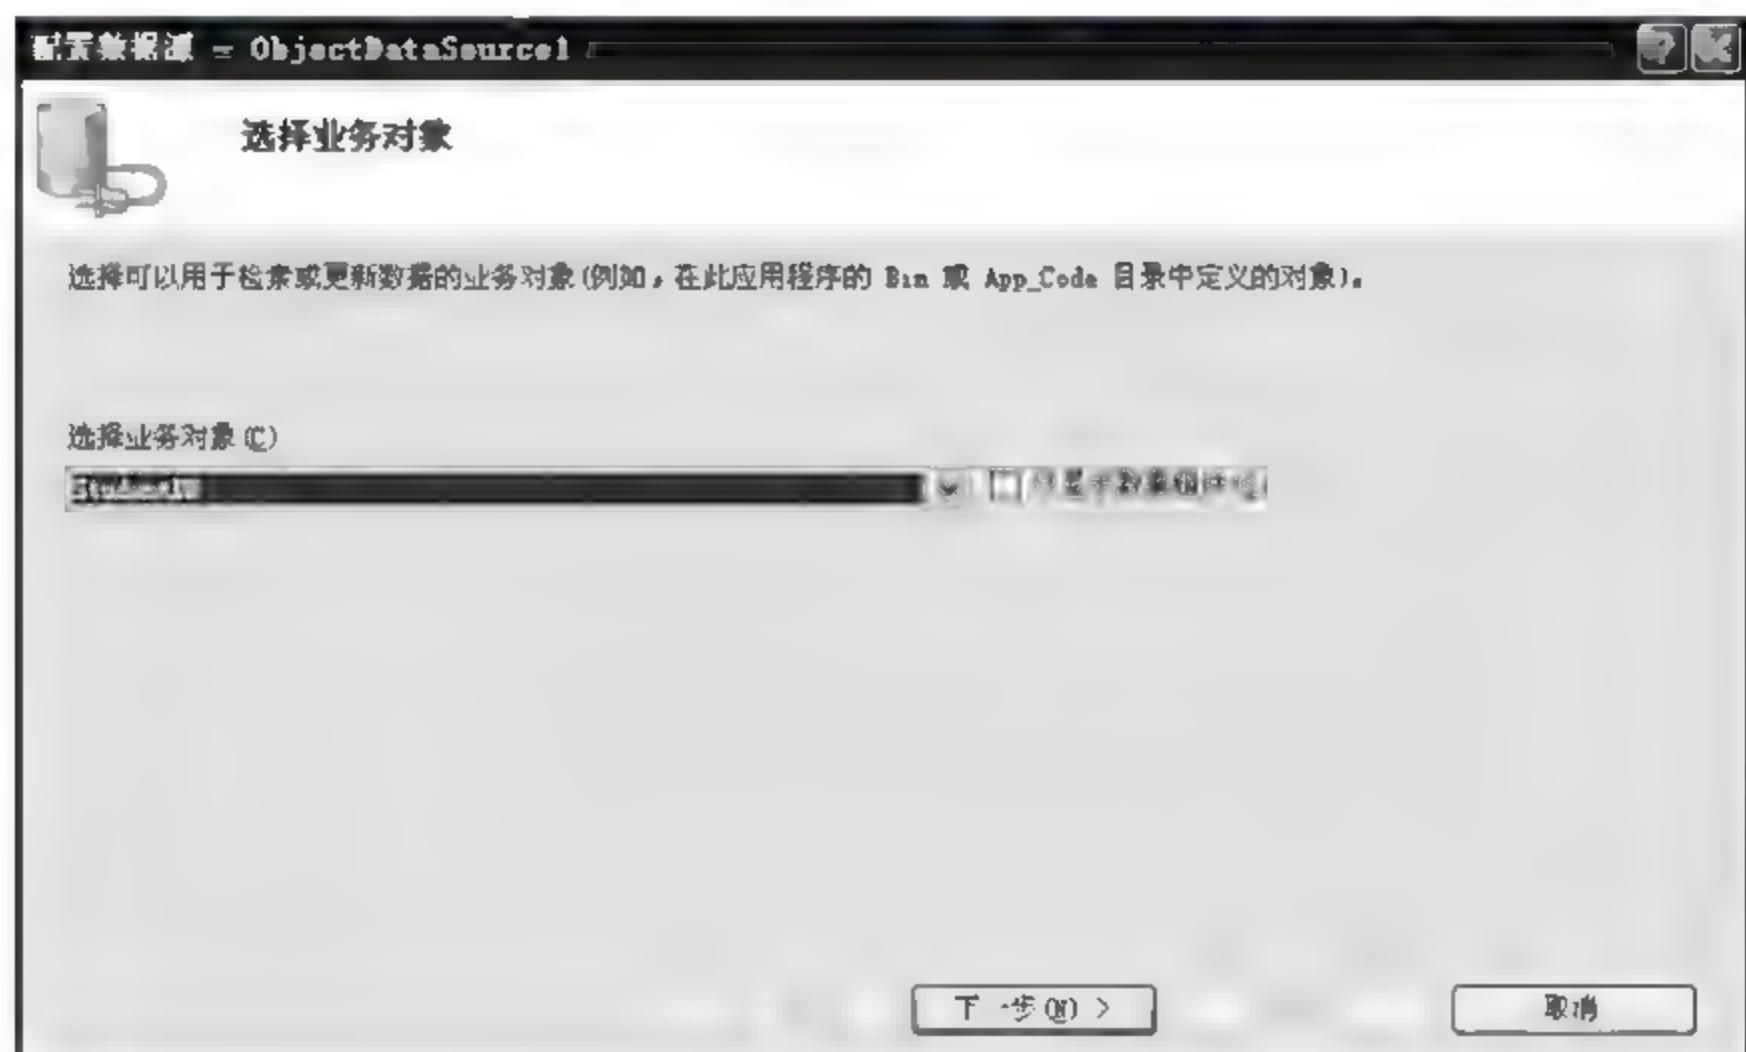 配置数据源 - ObjectDataSource1
选择业务对象
选择可以用于检索或更新数据的业务对象(例如，在此应用程序的 Bin 或 App_Code 目录中定义的对象)。
选择业务对象(C)
下一步(N) >
取消